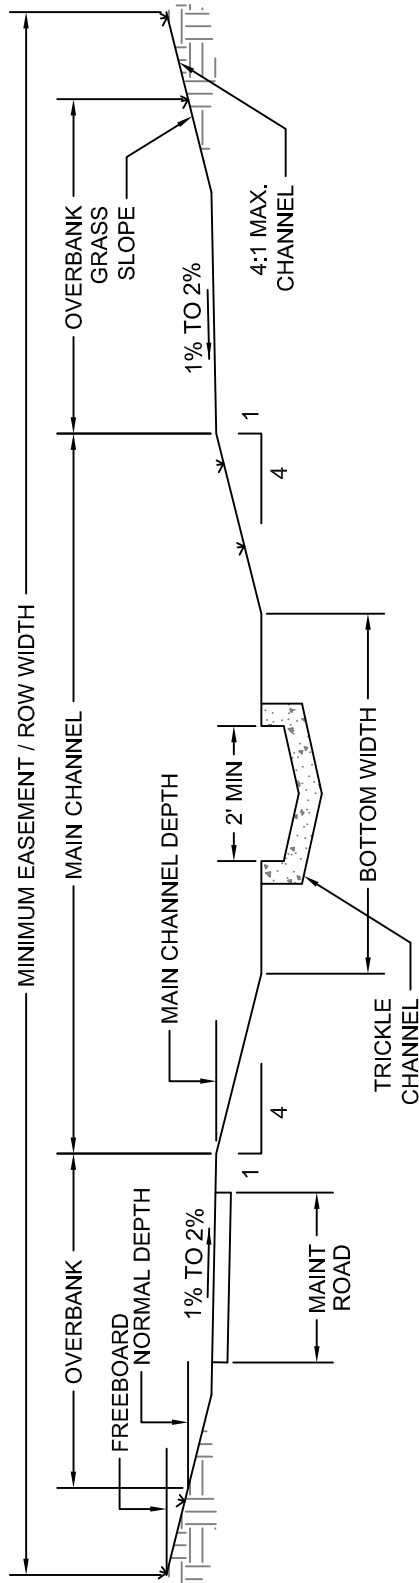 MINIMUM EASEMENT / ROW WIDTH
OVERBANK
MAIN CHANNEL
OVERBANK
GRASS
SLOPE
FREEBOARD
NORMAL DEPTH
MAIN CHANNEL DEPTH
1% TO 2%
2' MIN
1% TO 2%
1
4
4
1
4:1 MAX.
CHANNEL
MAINT
ROAD
BOTTOM WIDTH
TRICKLE
CHANNEL